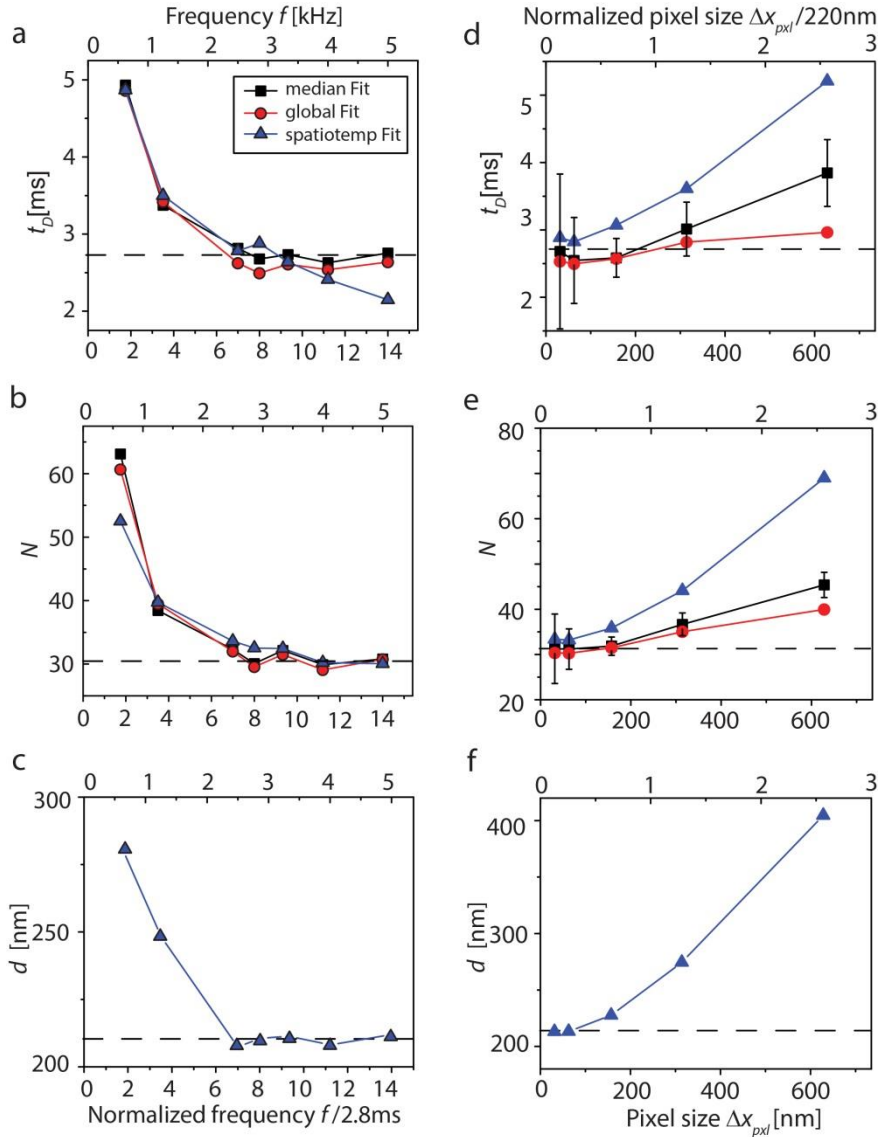 a
Frequency f [kHz]
0 1 2 3 4 5
5
4
3
2
t_D[ms]
median Fit
global Fit
spatiotemp Fit
0 2 4 6 8 10 12 14
b
0 1 2 3 4 5
60
50
40
30
N
0 2 4 6 8 10 12 14
c
0 1 2 3 4 5
300
250
200
d [nm]
0 2 4 6 8 10 12 14
Normalized frequency f/2.8ms
d
Normalized pixel size Δx_pxl/220nm
0 1 2 3
5
4
3
2
t_D[ms]
0 200 400 600
e
0 1 2 3
80
60
40
20
N
0 200 400 600
f
0 1 2 3
400
300
200
d [nm]
0 200 400 600
Pixel size Δx_pxl [nm]